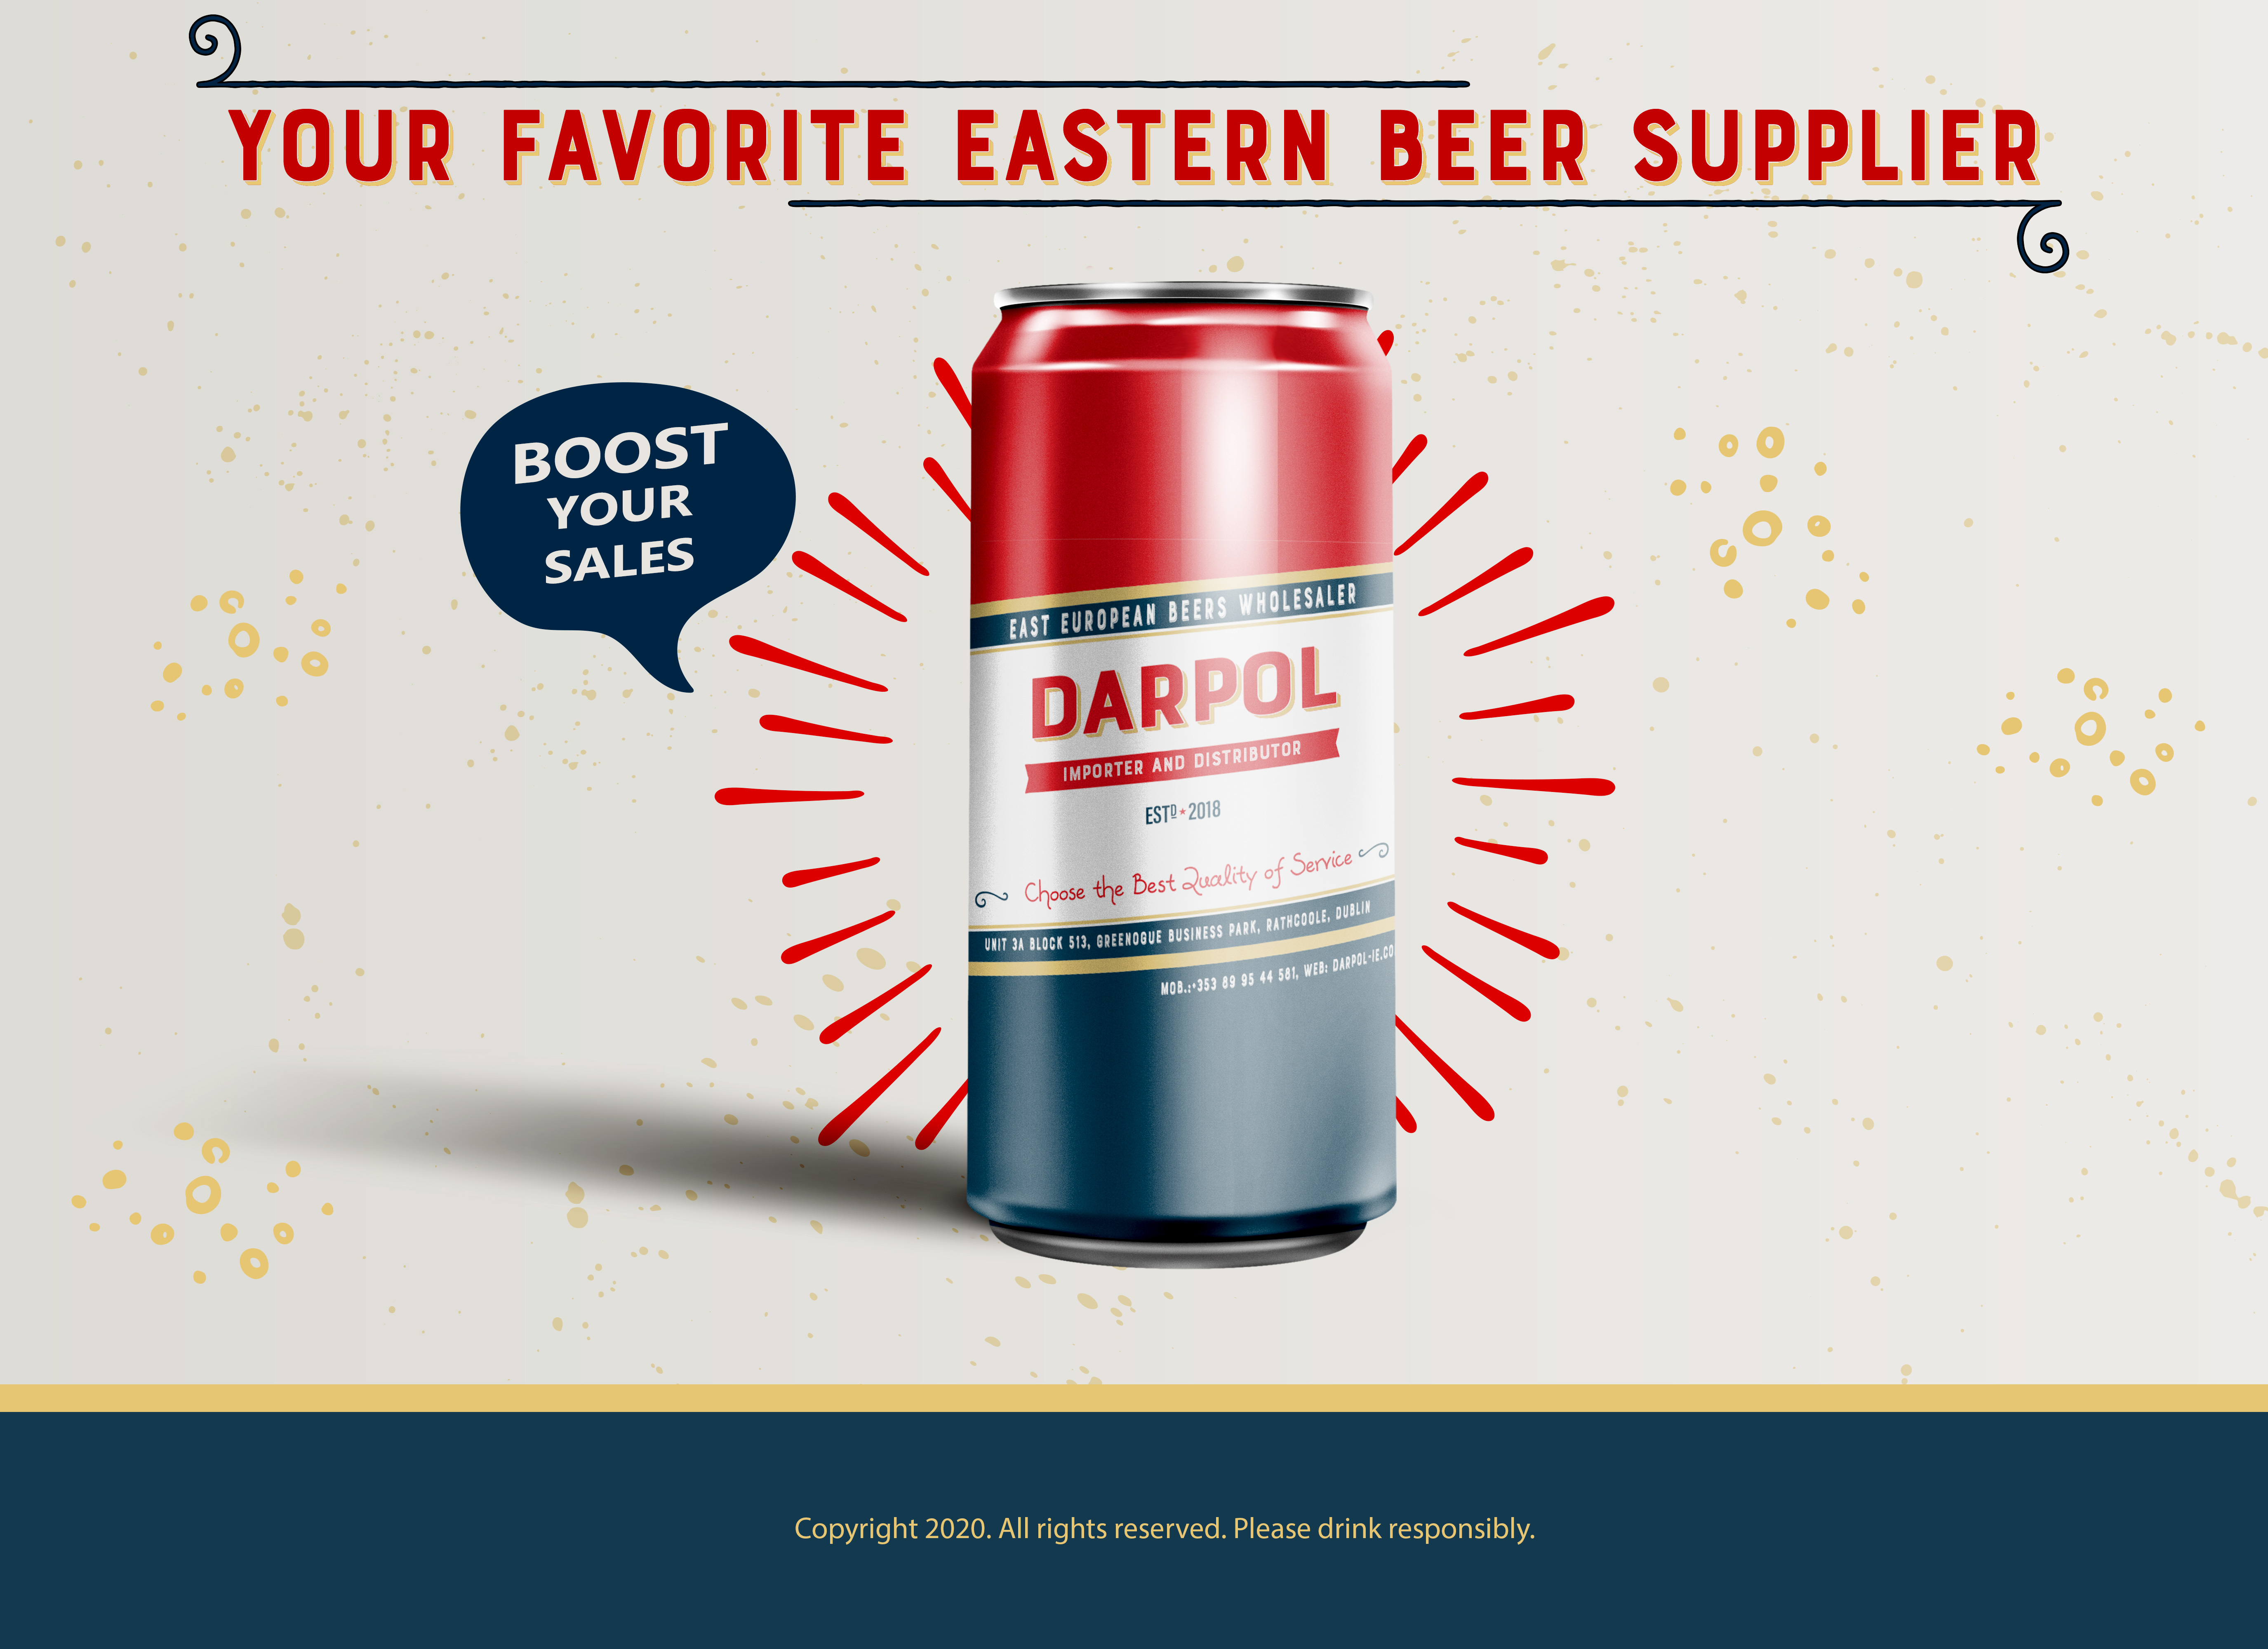 YOUR FAVORITE EASTERN BEER SUPPLIER
BOOST
YOUR
SALES
EAST EUROPEAN BEERS WHOLESALER
DARPOL
IMPORTER AND DISTRIBUTOR
ESTD ★ 2018
Choose the Best Quality of Service
UNIT 3A BLOCK 513, GREENOGUE BUSINESS PARK, RATHCOOLE, DUBLIN
MOB.:+353 89 95 44 581, WEB: DARPOL-IE.CO
Copyright 2020. All rights reserved. Please drink responsibly.